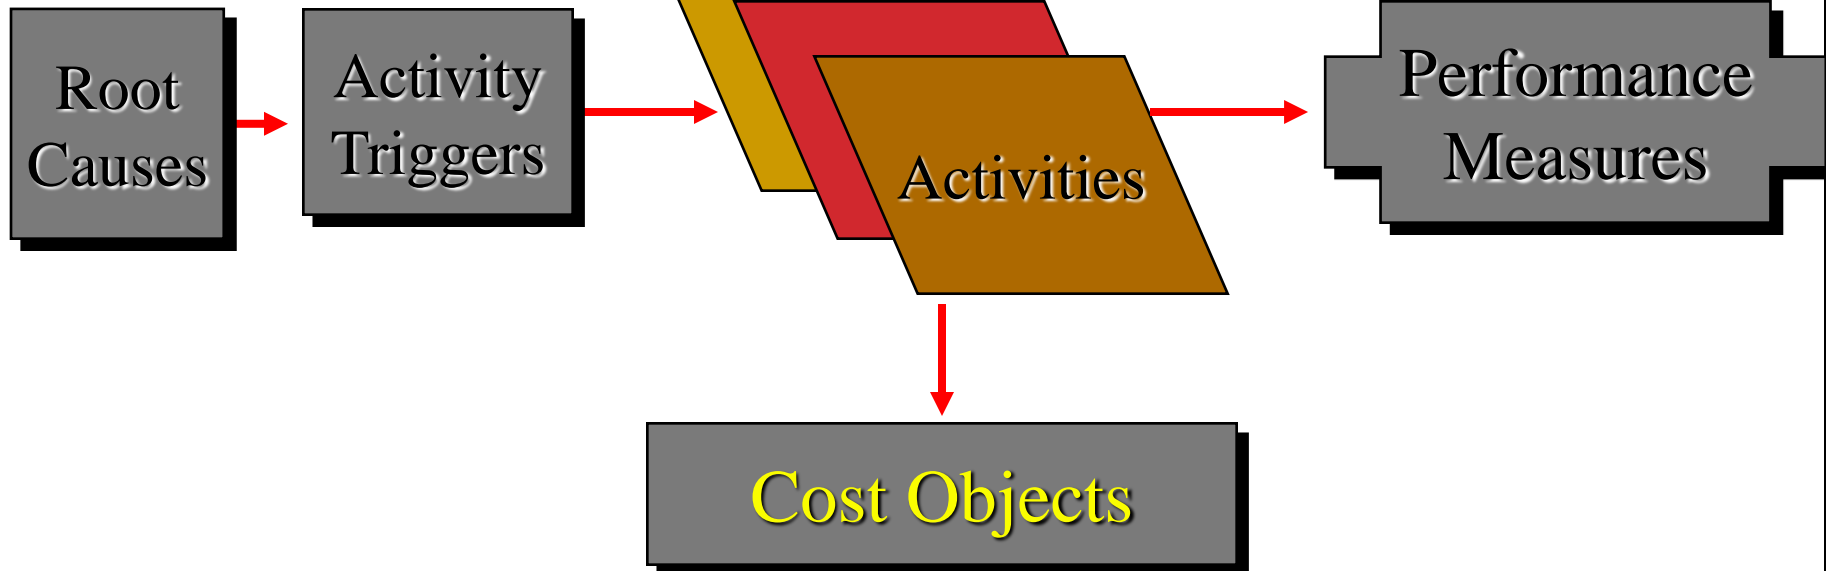 Root
Causes
Activity
Triggers
Activities
Performance
Measures
Cost Objects